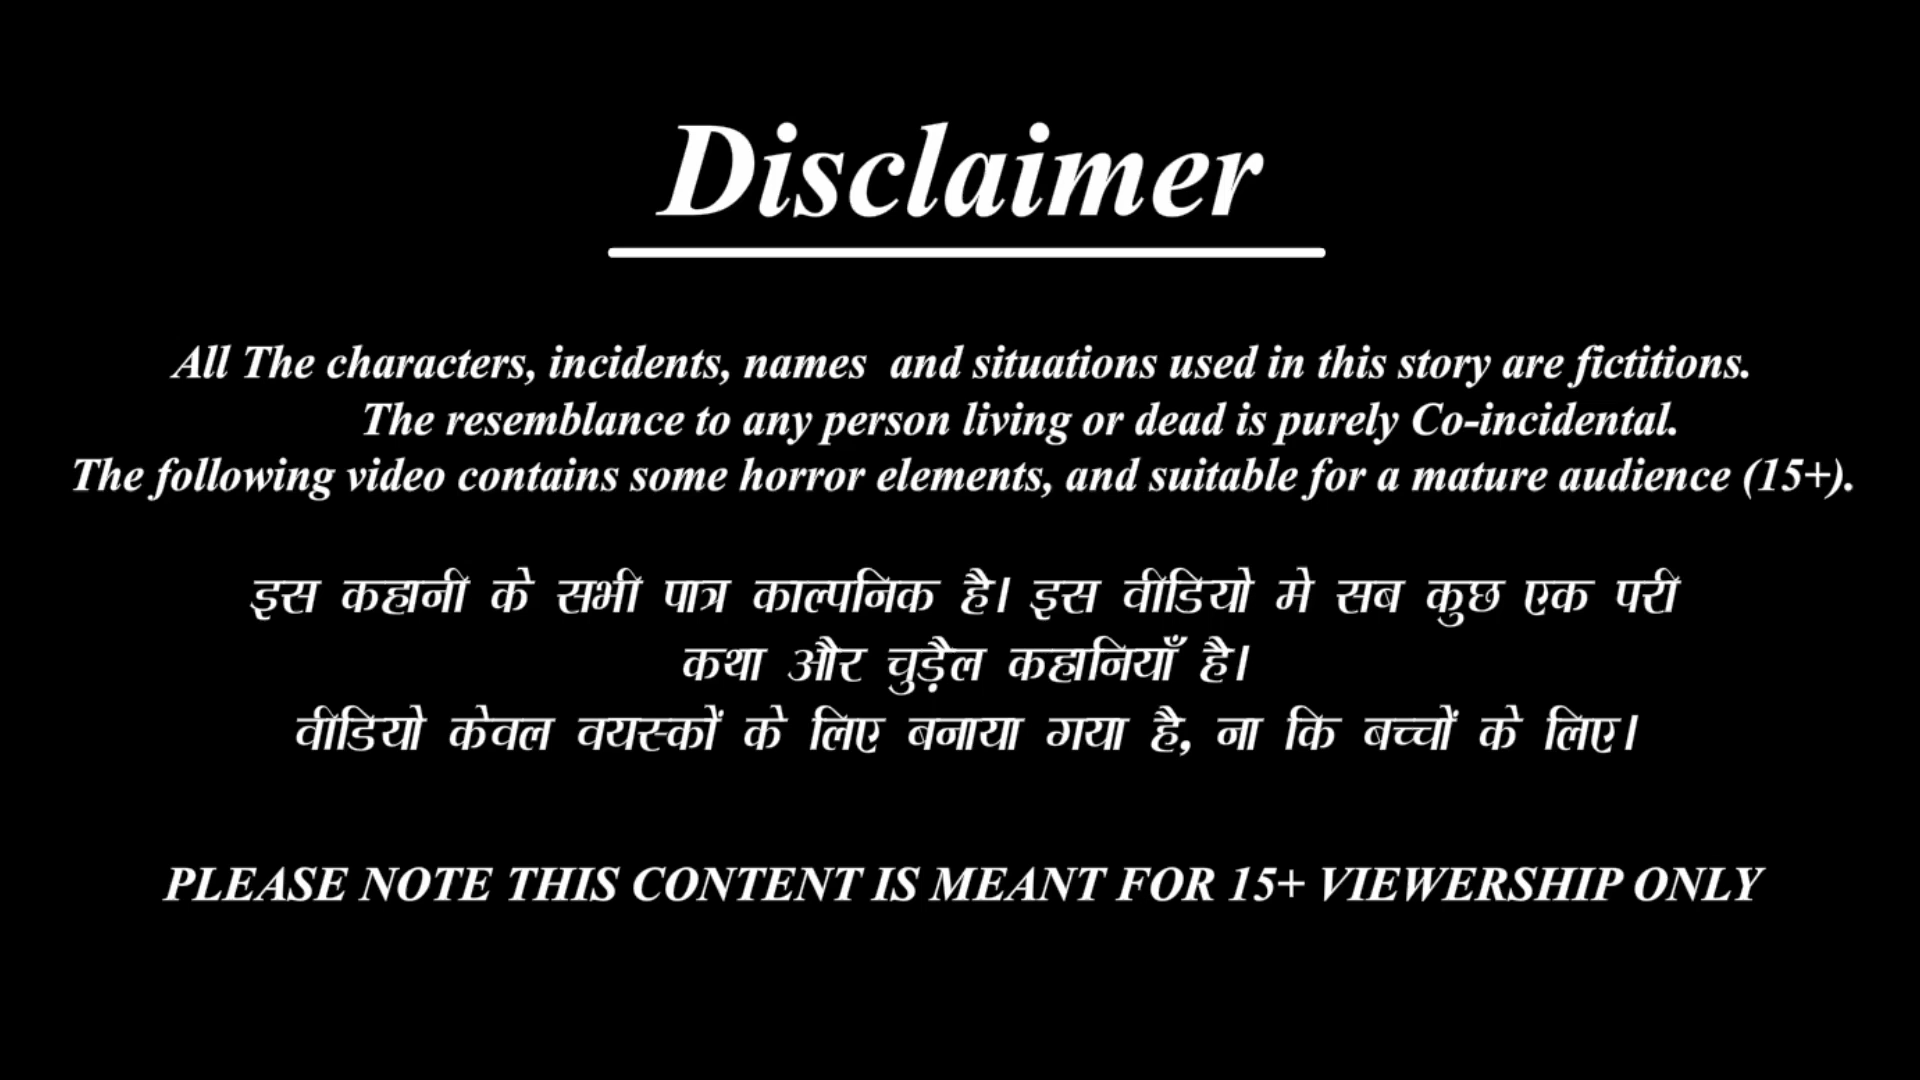 Disclaimer
All The characters, incidents, names and situations used in this story are fictitions.
The resemblance to any person living or dead is purely Co-incidental.
The following video contains some horror elements, and suitable for a mature audience (15+).
इस कहानी के सभी पात्र काल्पनिक है। इस वीडियो मे सब कुछ एक परी
कथा और चुड़ैल कहानियाँ है।
वीडियो केवल वयस्कों के लिए बनाया गया है, ना कि बच्चों के लिए।
PLEASE NOTE THIS CONTENT IS MEANT FOR 15+ VIEWERSHIP ONLY